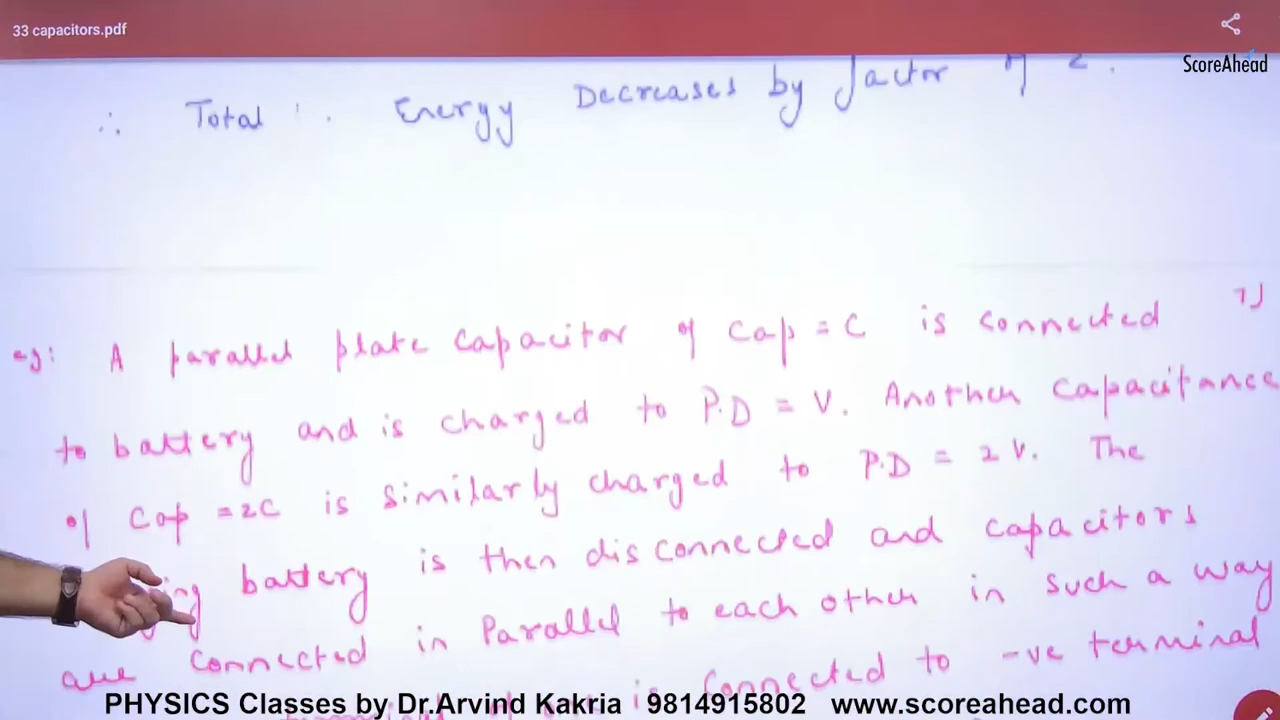 33 capacitors.pdf
ScoreAhead
∴ Total : . Energy Decreases by factor of 2 .
eg: A parallel plate capacitor of Cap = C is connected
to battery and is charged to P.D = V. Another capacitance
of Cap = 2C is similarly charged to P.D = 2 V. The
battery is then disconnected and capacitors
are connected in Parallel to each other in such a way
is connected to -ve terminal
PHYSICS Classes by Dr.Arvind Kakria 9814915802 www.scoreahead.com